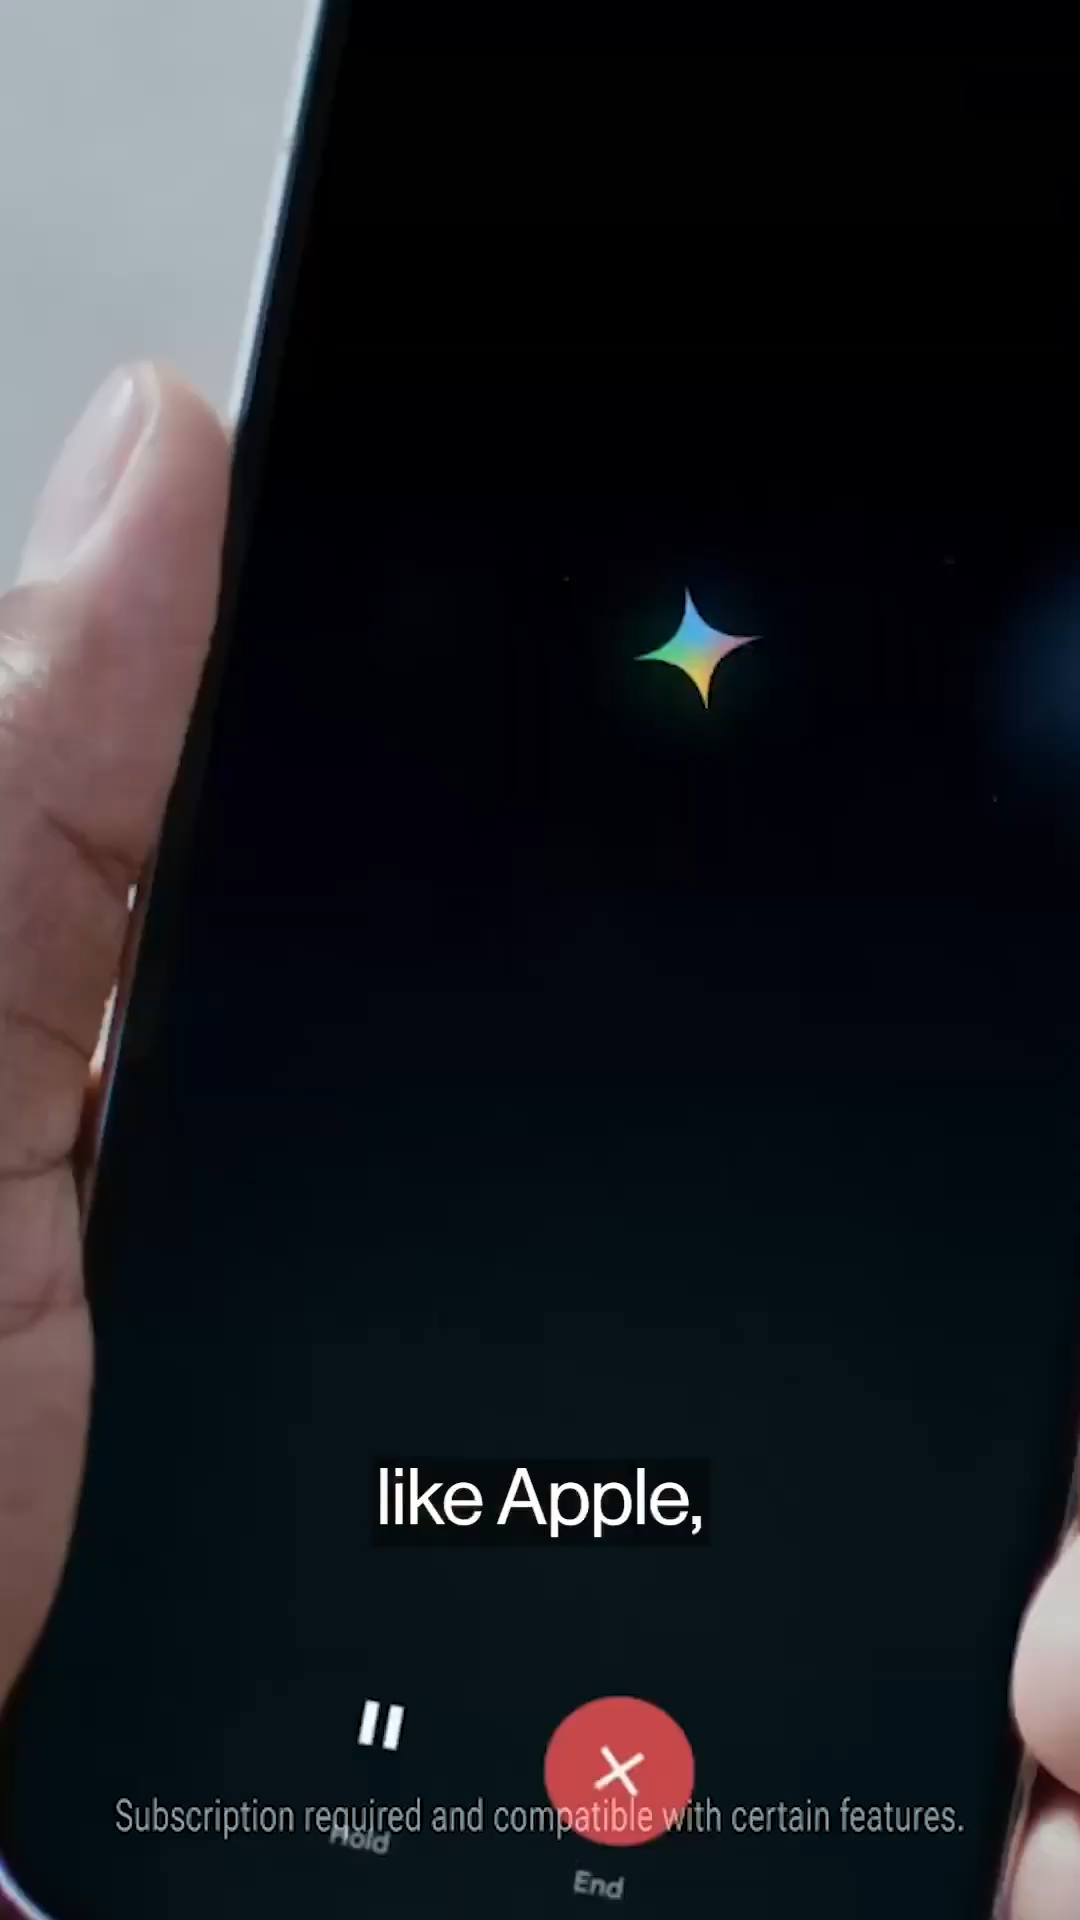 like Apple,
Subscription required and compatible with certain features.
Hold
End